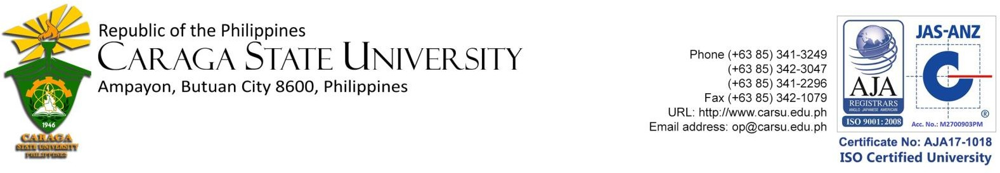 Republic of the Philippines
CARAGA STATE UNIVERSITY
Ampayon, Butuan City 8600, Philippines
1946
CARAGA
STATE UNIVERSITY
PHILIPPINES
Phone (+63 85) 341-3249
(+63 85) 342-3047
(+63 85) 341-2296
Fax (+63 85) 342-1079
URL: http://www.carsu.edu.ph
Email address: op@carsu.edu.ph
AJA
REGISTRARS
ANGLO JAPANESE AMERICAN
ISO 9001:2008
JAS-ANZ
®
Acc. No.: M2700903PM
Certificate No: AJA17-1018
ISO Certified University